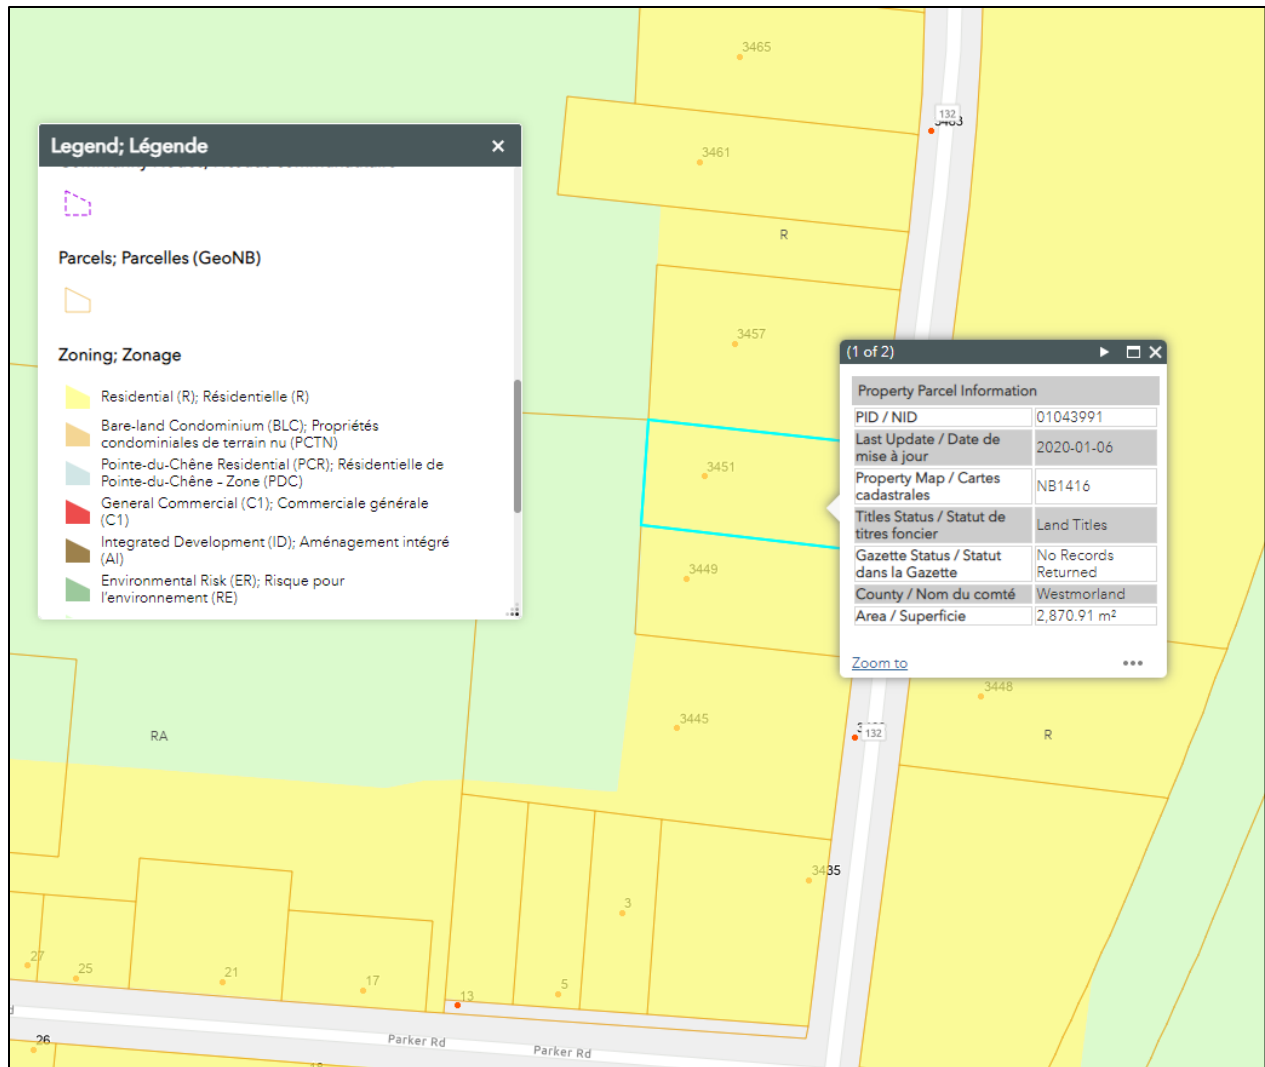 3465
132
3461
R
3457
Legend; Légende
Parcels; Parcelles (GeoNB)
Zoning; Zonage
Residential (R); Résidentielle (R)
Bare-land Condominium (BLC); Propriétés
condominiales de terrain nu (PCTN)
Pointe-du-Chêne Residential (PCR); Résidentielle de
Pointe-du-Chêne - Zone (PDC)
General Commercial (C1); Commerciale générale
(C1)
Integrated Development (ID); Aménagement intégré
(AI)
Environmental Risk (ER); Risque pour
l'environnement (RE)
(1 of 2)
Property Parcel Information
PID / NID 01043991
Last Update / Date de
mise à jour 2020-01-06
Property Map / Cartes
cadastrales NB1416
Titles Status / Statut de
titres foncier Land Titles
Gazette Status / Statut
dans la Gazette No Records
Returned
County / Nom du comté Westmorland
Area / Superficie 2,870.91 m²
Zoom to
3451
3449
3448
3445
132
R
RA
3435
3
27
25
21
17
13
5
26
Parker Rd
Parker Rd